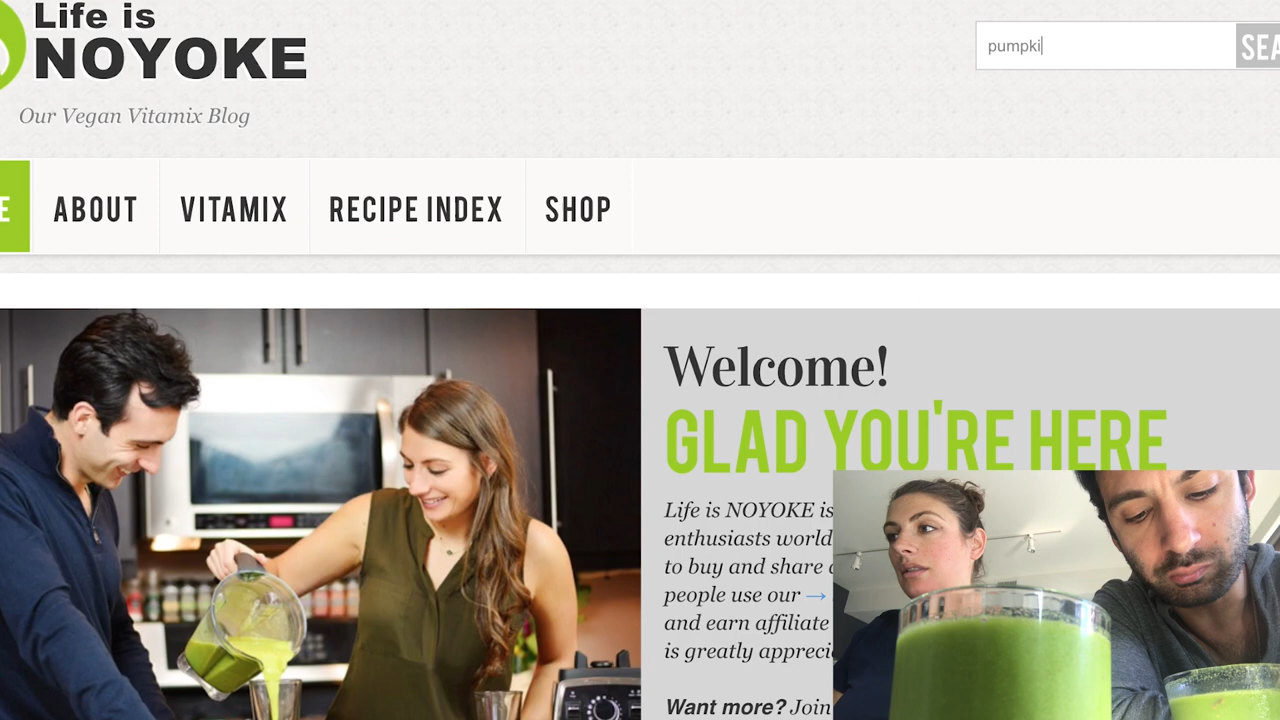 Life is
NOYOKE
Our Vegan Vitamix Blog
pumpki
SEA
E
ABOUT
VITAMIX
RECIPE INDEX
SHOP
Welcome!
GLAD YOU'RE HERE
Life is NOYOKE is
enthusiasts world
to buy and share
people use our →
and earn affiliate
is greatly appreci
Want more? Join